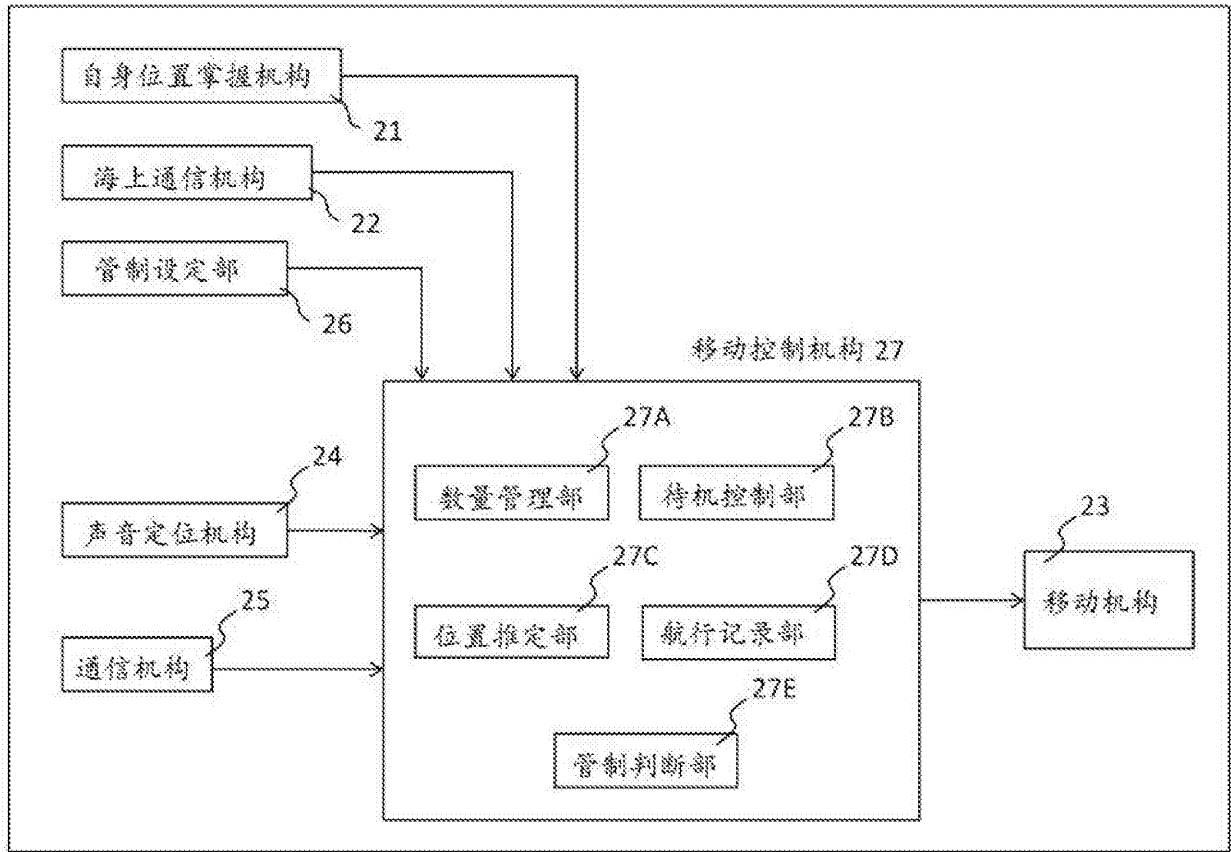 自身位置掌握机构
21
海上通信机构
22
管制设定部
26
移动控制机构 27
27A
27B
数量管理部
待机控制部
24
声音定位机构
23
移动机构
27C
27D
位置推定部
航行记录部
25
通信机构
27E
管制判断部